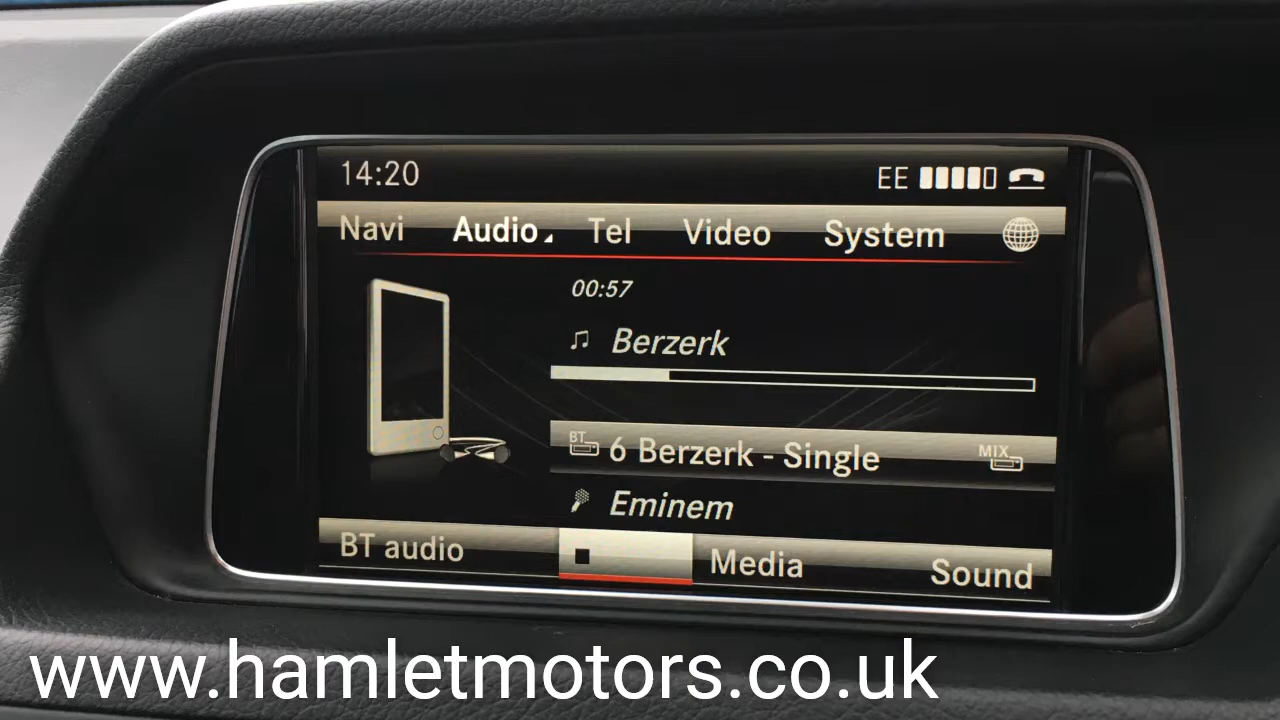 14:20 EE
Navi Audio Tel Video System
00:57
Berzerk
BT 6 Berzerk - Single MIX
Eminem
BT audio Media Sound
www.hamletmotors.co.uk